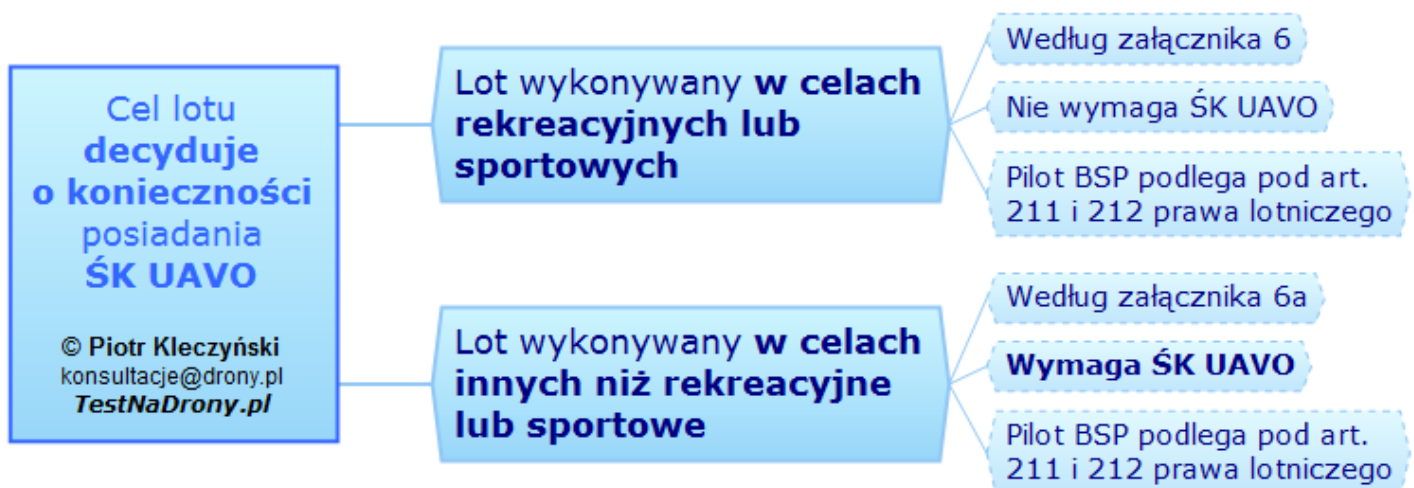 Cel lotu
decyduje
o konieczności
posiadania
ŚK UAVO
© Piotr Kleczyński
konsultacje@drony.pl
TestNaDrony.pl
Lot wykonywany w celach
rekreacyjnych lub
sportowych
Według załącznika 6
Nie wymaga ŚK UAVO
Pilot BSP podlega pod art.
211 i 212 prawa lotniczego
Lot wykonywany w celach
innych niż rekreacyjne
lub sportowe
Według załącznika 6a
Wymaga ŚK UAVO
Pilot BSP podlega pod art.
211 i 212 prawa lotniczego